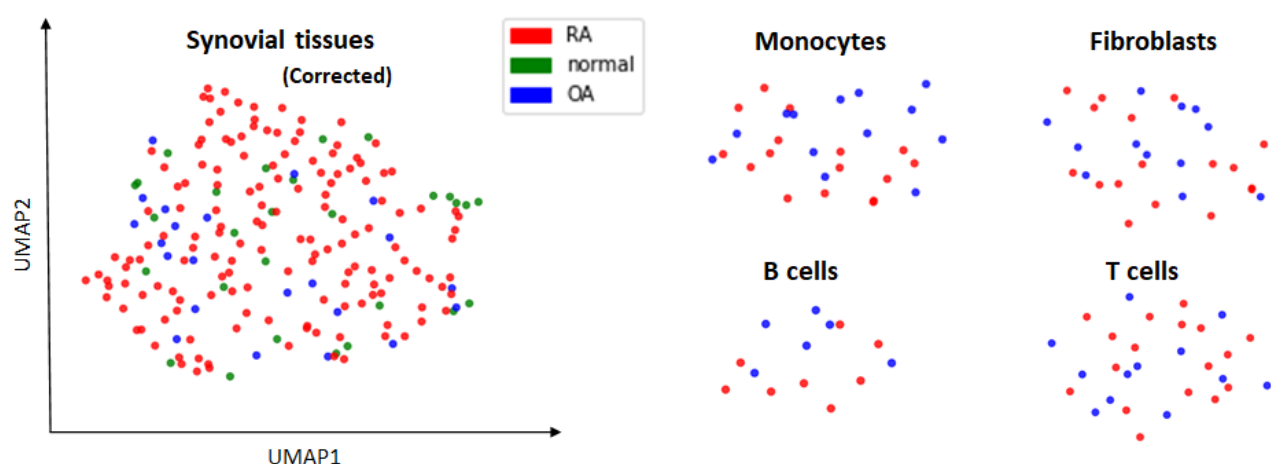 Synovial tissues
(Corrected)
RA
normal
OA
UMAP2
UMAP1
Monocytes
Fibroblasts
B cells
T cells